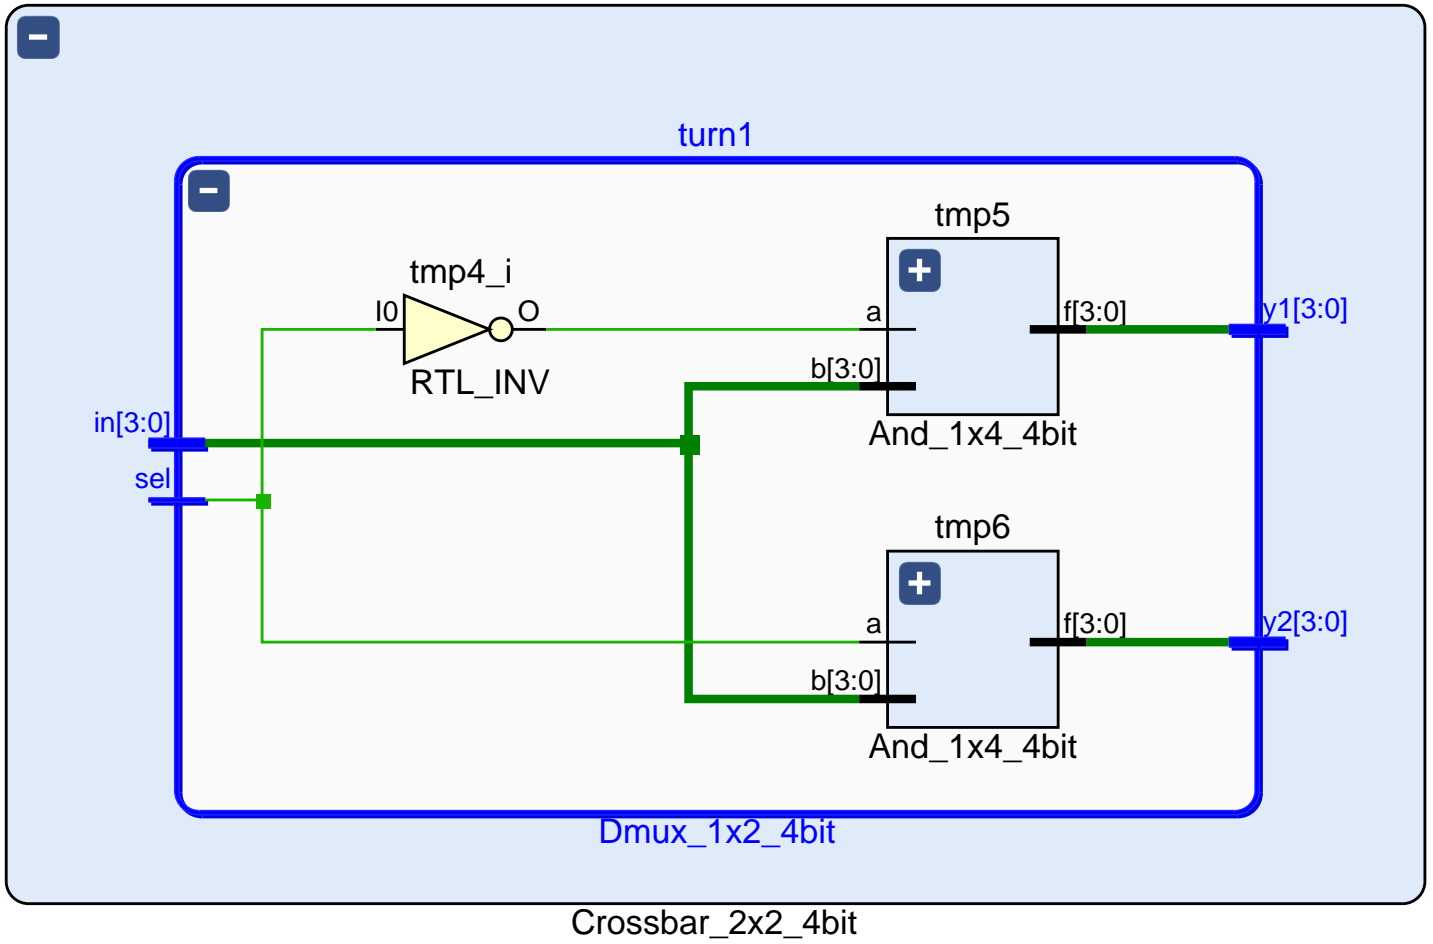 turn1
tmp5
tmp4_i
I0
O
a
f[3:0]
y1[3:0]
b[3:0]
RTL_INV
in[3:0]
And_1x4_4bit
sel
tmp6
a
f[3:0]
y2[3:0]
b[3:0]
And_1x4_4bit
Dmux_1x2_4bit
Crossbar_2x2_4bit